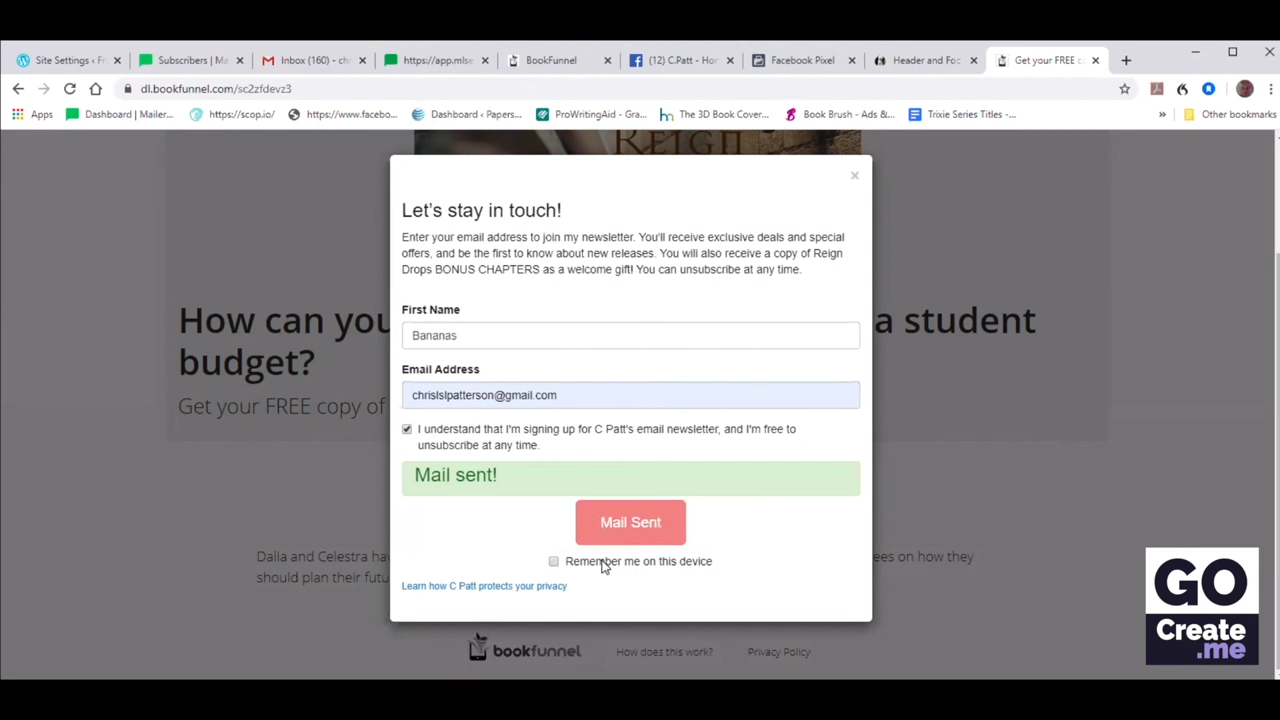 Site Settings ‹ Fr
Subscribers | Ma
Inbox (160) - ch
https://app.mlse
BookFunnel
(12) C.Patt - Hor
Facebook Pixel
Header and Foo
Get your FREE c
dl.bookfunnel.com/sc2zfdevz3
Apps
Dashboard | Mailer...
https://scop.io/
https://www.facebo...
Dashboard ‹ Papers...
ProWritingAid - Gra...
The 3D Book Cover...
Book Brush - Ads &...
Trixie Series Titles -...
»
Other bookmarks
REIGN
Let's stay in touch!
Enter your email address to join my newsletter. You'll receive exclusive deals and special
offers, and be the first to know about new releases. You will also receive a copy of Reign
Drops BONUS CHAPTERS as a welcome gift! You can unsubscribe at any time.
First Name
Bananas
How can you
a student
budget?
Email Address
chrislslpatterson@gmail.com
Get your FREE copy of
I understand that I'm signing up for C Patt's email newsletter, and I'm free to
unsubscribe at any time.
Mail sent!
Mail Sent
Remember me on this device
Dalia and Celestra hav
ees on how they
should plan their futu
Learn how C Patt protects your privacy
bookfunnel
How does this work?
Privacy Policy
GO
Create
.me